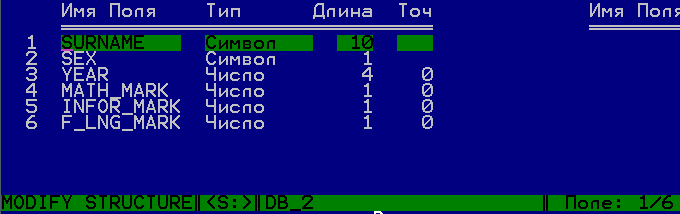 Имя Поля Тип Длина Точ Имя Поля
1 SURNAME Символ 10
2 SEX Символ 1
3 YEAR Число 4 0
4 MATH_MARK Число 1 0
5 INFOR_MARK Число 1 0
6 F_LNG_MARK Число 1 0
MODIFY STRUCTURE <S:> DB_2 Поле: 1/6